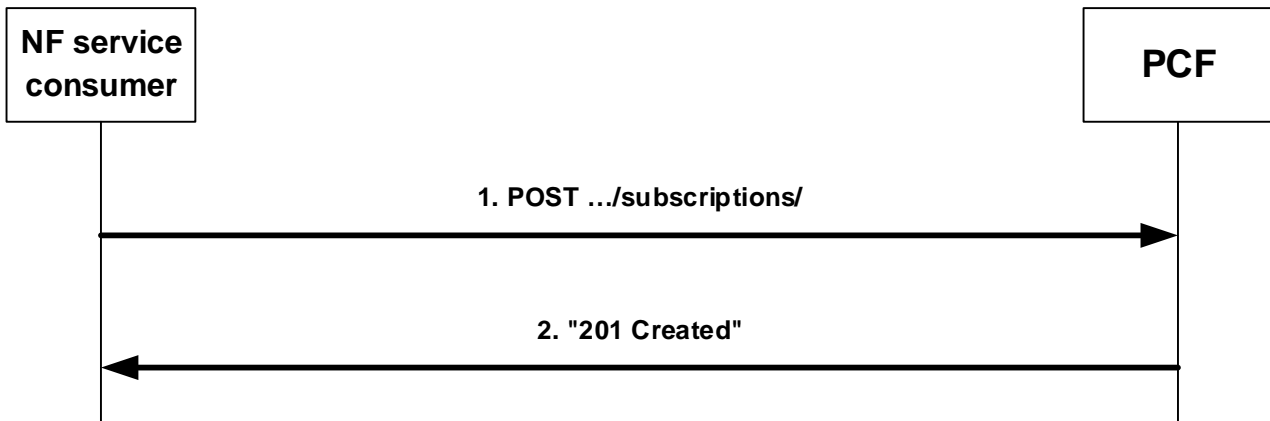 NF service
consumer
PCF
1. POST .../subscriptions/
2. "201 Created"